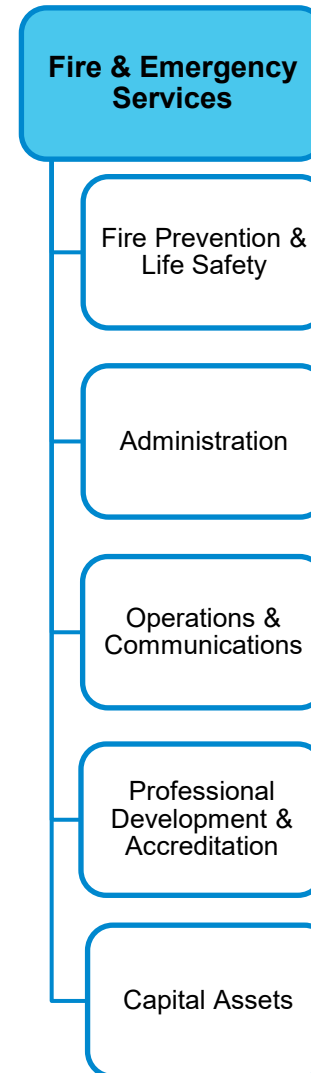 Fire & Emergency
Services
Fire Prevention &
Life Safety
Administration
Operations &
Communications
Professional
Development &
Accreditation
Capital Assets